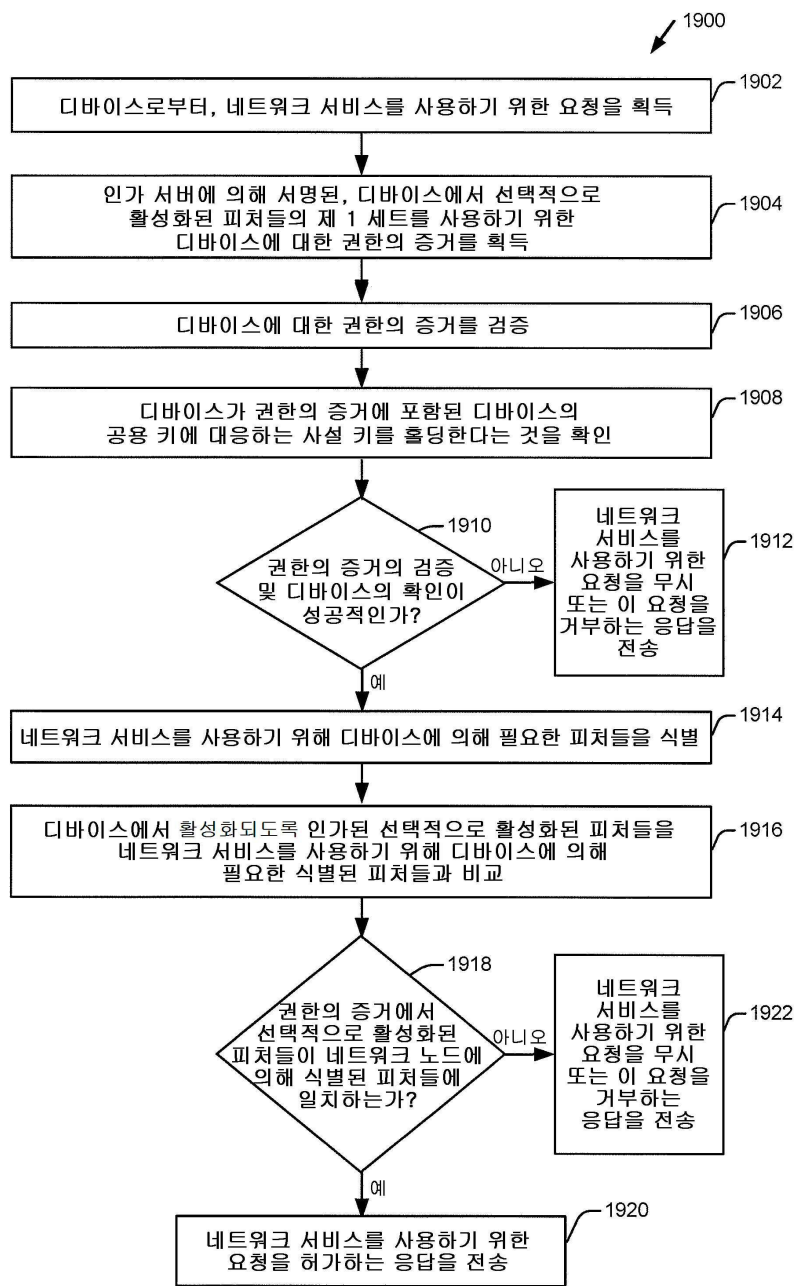 1900
디바이스로부터, 네트워크 서비스를 사용하기 위한 요청을 획득
1902
인가 서버에 의해 서명된, 디바이스에서 선택적으로
활성화된 피처들의 제 1 세트를 사용하기 위한
디바이스에 대한 권한의 증거를 획득
1904
디바이스에 대한 권한의 증거를 검증
1906
디바이스가 권한의 증거에 포함된 디바이스의
공용 키에 대응하는 사설 키를 홀딩한다는 것을 확인
1908
1910
권한의 증거의 검증
및 디바이스의 확인이
성공적인가?
아니오
네트워크
서비스를
사용하기 위한
요청을 무시
또는 이 요청을
거부하는 응답을
전송
1912
예
네트워크 서비스를 사용하기 위해 디바이스에 의해 필요한 피처들을 식별
1914
디바이스에서 활성화되도록 인가된 선택적으로 활성화된 피처들을
네트워크 서비스를 사용하기 위해 디바이스에 의해
필요한 식별된 피처들과 비교
1916
1918
권한의 증거에서
선택적으로 활성화된
피처들이 네트워크 노드에
의해 식별된 피처들에
일치하는가?
아니오
네트워크
서비스를
사용하기 위한
요청을 무시
또는 이 요청을
거부하는
응답을 전송
1922
예
네트워크 서비스를 사용하기 위한
요청을 허가하는 응답을 전송
1920